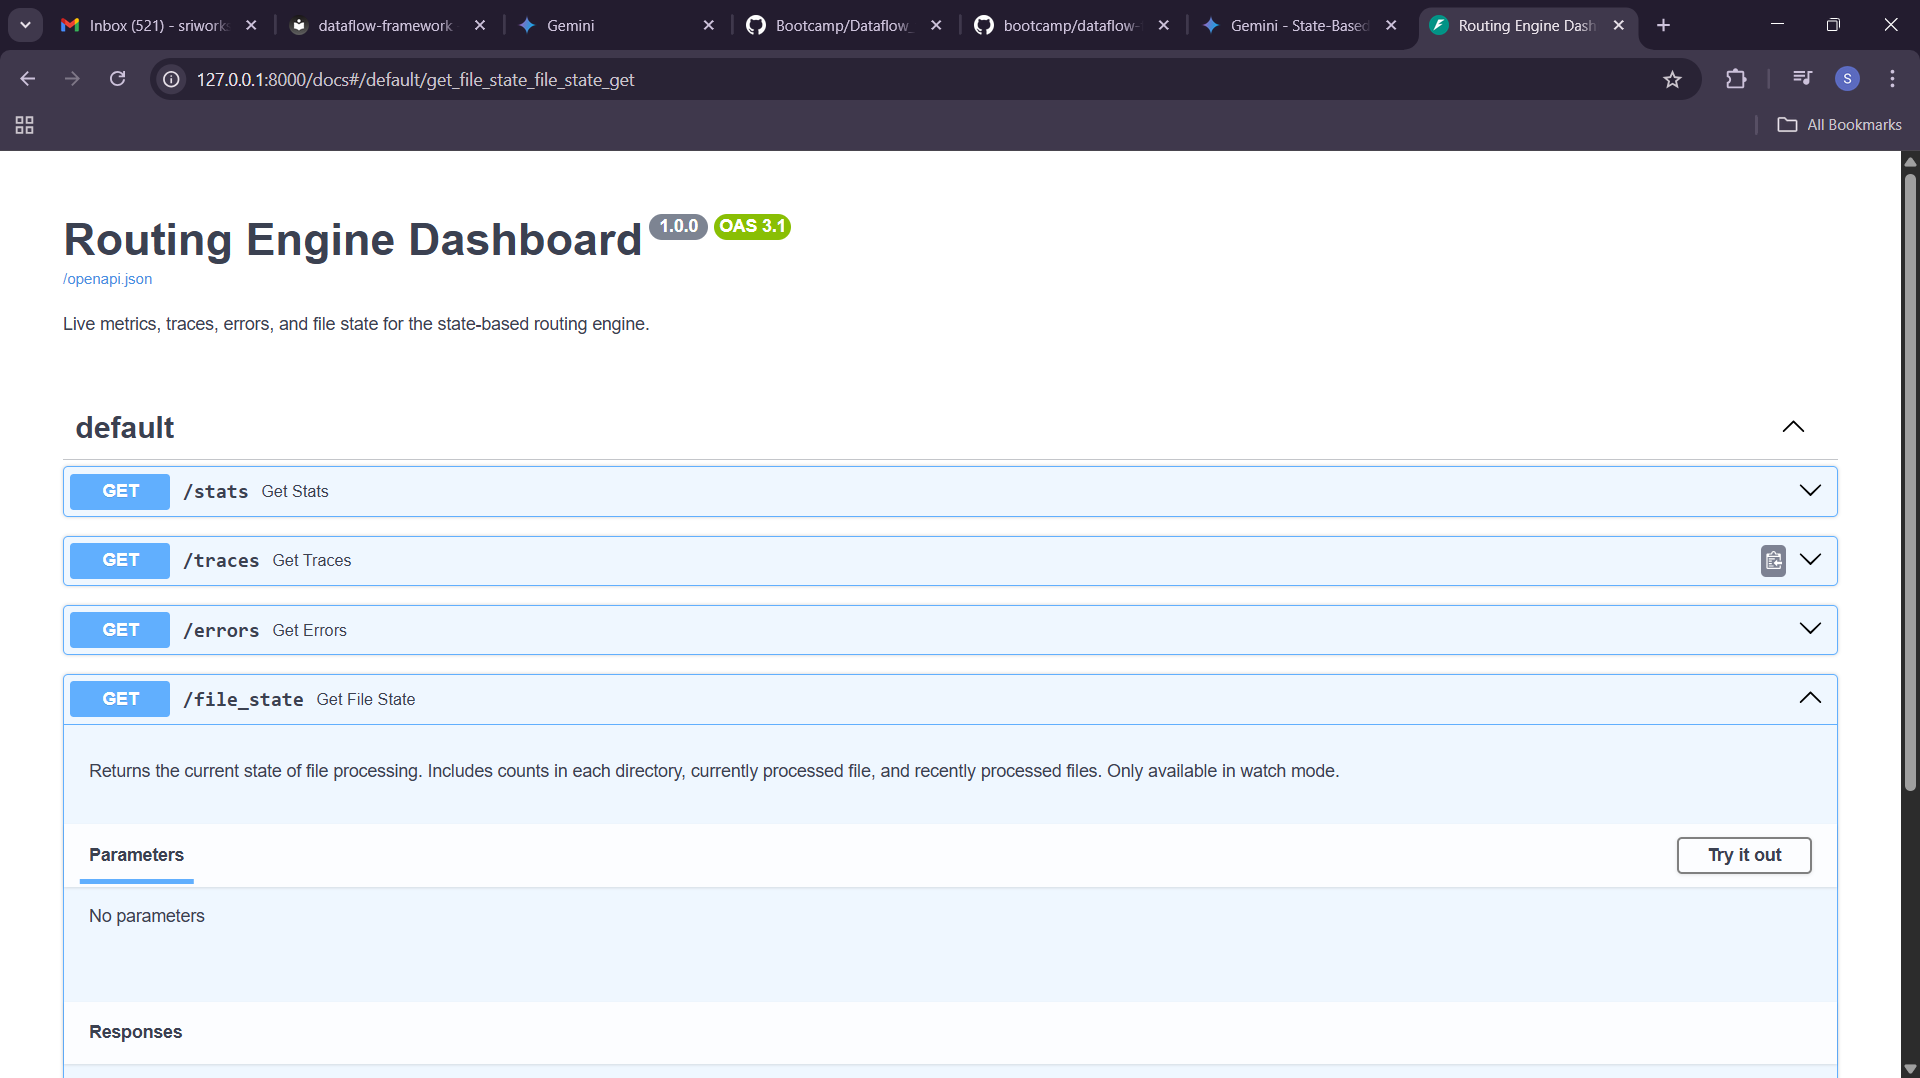 Inbox (521) - sriworks
dataflow-framework
Gemini
Bootcamp/Dataflow_
bootcamp/dataflow-
Gemini - State-Based
Routing Engine Dash
127.0.0.1:8000/docs#/default/get_file_state_file_state_get
S
All Bookmarks
Routing Engine Dashboard 1.0.0 OAS 3.1
/openapi.json
Live metrics, traces, errors, and file state for the state-based routing engine.
default
GET /stats Get Stats
GET /traces Get Traces
GET /errors Get Errors
GET /file_state Get File State
Returns the current state of file processing. Includes counts in each directory, currently processed file, and recently processed files. Only available in watch mode.
Parameters
Try it out
No parameters
Responses